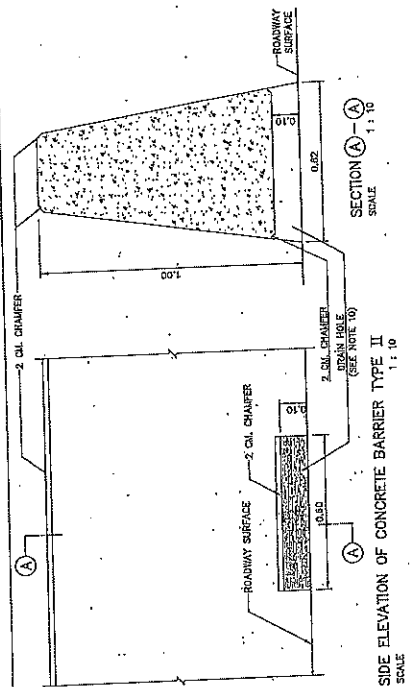 2 CM. CHAMFER
A
A
1.00
ROADWAY
SURFACE
0.10
0.62
SECTION A - A
SCALE 1 : 10
2 CM. CHAMFER
DRAIN HOLE
(SEE NOTE 10)
ROADWAY SURFACE
2 CM. CHAMFER
0.10
0.60
SIDE ELEVATION OF CONCRETE BARRIER TYPE II
SCALE 1 : 10